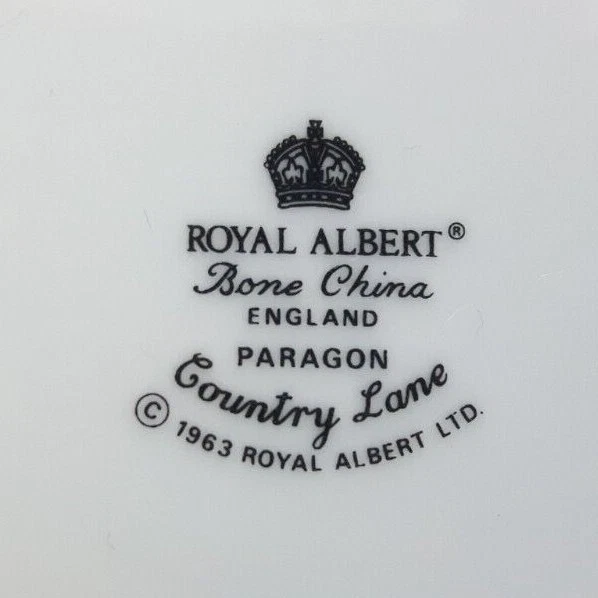 ROYAL ALBERT®
Bone China
ENGLAND
PARAGON
Country Lane
© 1963 ROYAL ALBERT LTD.